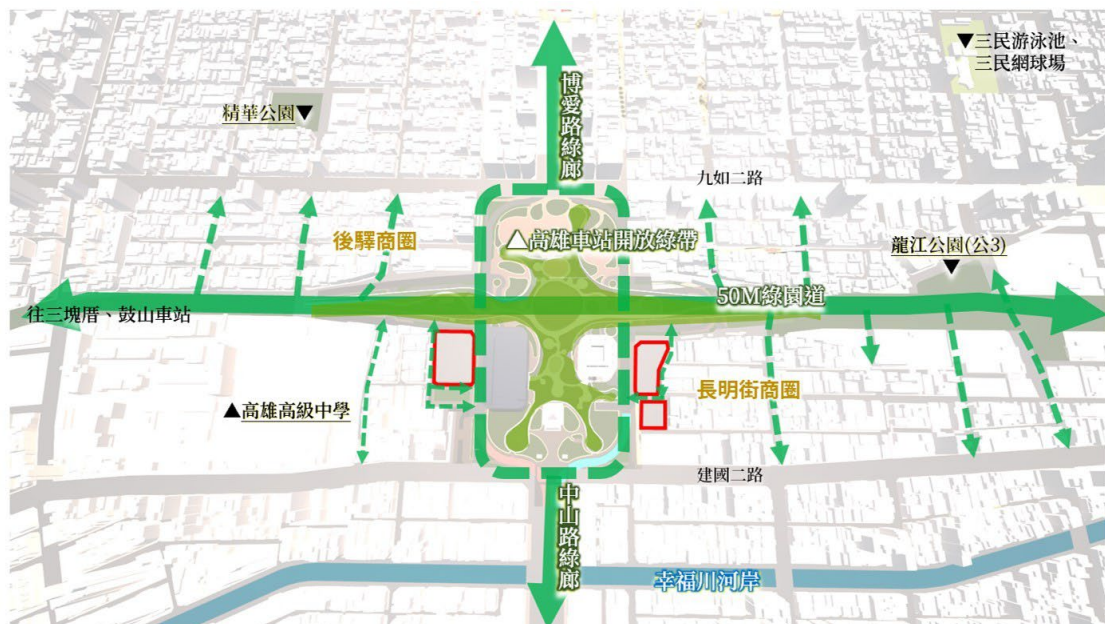 ▼三民游泳池、
三民網球場
精華公園▼
博愛路綠廊
九如二路
後驛商圈
△高雄車站開放綠帶
龍江公園(公3)
▼
50M綠園道
往三塊厝、鼓山車站
長明街商圈
▲高雄高級中學
建國二路
中山路綠廊
幸福川河岸